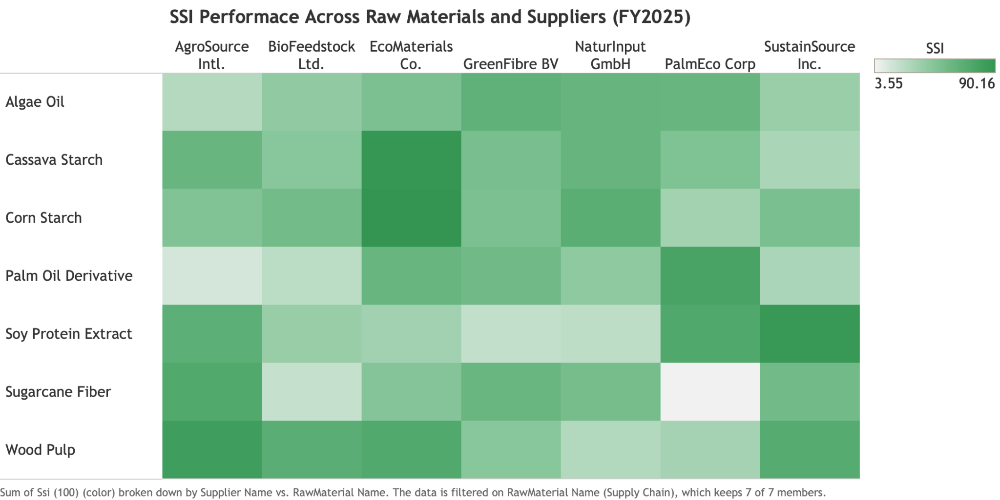 SSI Performace Across Raw Materials and Suppliers (FY2025)
AgroSource
Intl.
BioFeedstock
Ltd.
EcoMaterials
Co.
GreenFibre BV
NaturInput
GmbH
PalmEco Corp
SustainSource
Inc.
SSI
3.55 90.16
Algae Oil
Cassava Starch
Corn Starch
Palm Oil Derivative
Soy Protein Extract
Sugarcane Fiber
Wood Pulp
Sum of Ssi (100) (color) broken down by Supplier Name vs. RawMaterial Name. The data is filtered on RawMaterial Name (Supply Chain), which keeps 7 of 7 members.